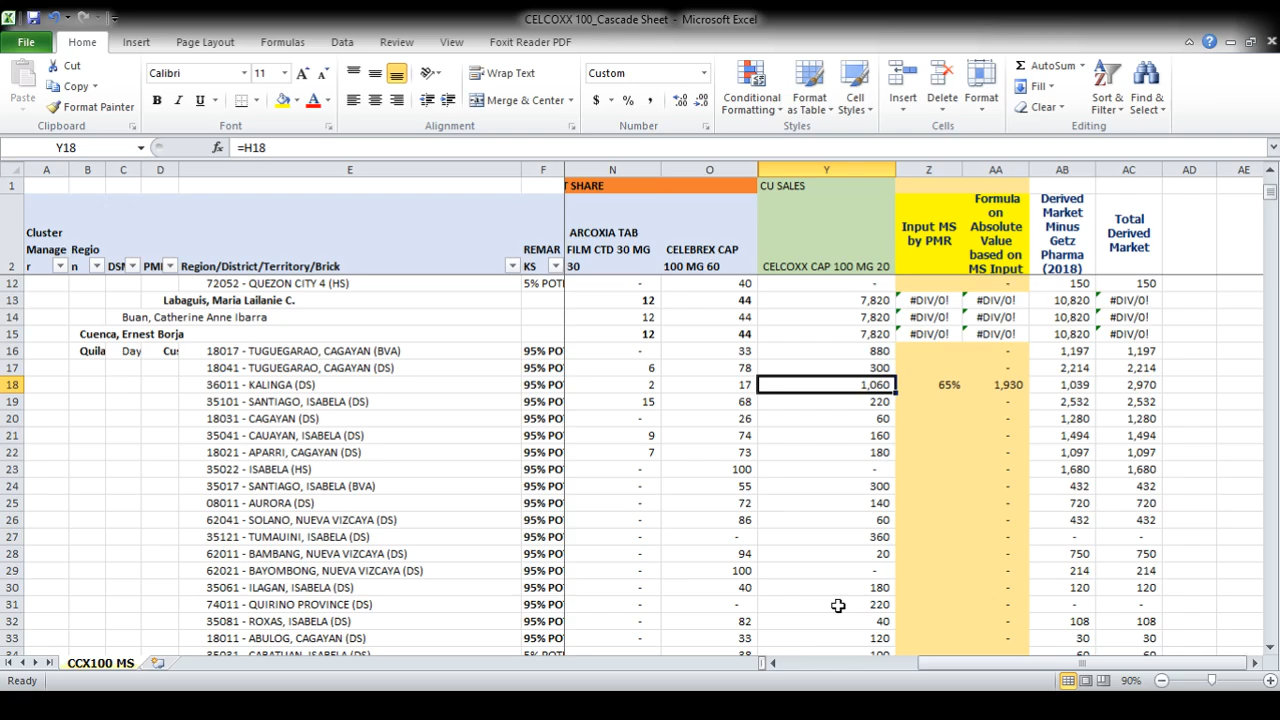 CELCOXX 100_Cascade Sheet - Microsoft Excel
File Home Insert Page Layout Formulas Data Review View Foxit Reader PDF
Cut Calibri 11 Wrap Text Custom AutoSum
Paste Copy Fill
Format Painter B I U Merge & Center $ % , Conditional Formatting Format as Table Cell Styles Insert Delete Format Clear Sort & Filter Find & Select
Clipboard Font Alignment Number Styles Cells Editing
Y18 fx =H18
A B C D E F N O Y Z AA AB AC AD AE
1 T SHARE CU SALES
2 Cluster Manager Region DSM PMR Region/District/Territory/Brick REMARKS ARCOXIA TAB FILM CTD 30 MG 30 CELEBREX CAP 100 MG 60 CELCOXX CAP 100 MG 20 Input MS by PMR Formula on Absolute Value based on MS Input Derived Market Minus Getz Pharma (2018) Total Derived Market
12 72052 - QUEZON CITY 4 (HS) 5% POTE - 40 - - 150 150
13 Labaguis, Maria Lailanie C. 12 44 7,820 #DIV/0! #DIV/0! 10,820 #DIV/0!
14 Buan, Catherine Anne Ibarra 12 44 7,820 #DIV/0! #DIV/0! 10,820 #DIV/0!
15 Cuenca, Ernest Borja 12 44 7,820 #DIV/0! #DIV/0! 10,820 #DIV/0!
16 Quila Day Cus 18017 - TUGUEGARAO, CAGAYAN (BVA) 95% PO - 33 880 - 1,197 1,197
17 18041 - TUGUEGARAO, CAGAYAN (DS) 95% PO 6 78 300 - 2,214 2,214
18 36011 - KALINGA (DS) 95% PO 2 17 1,060 65% 1,930 1,039 2,970
19 35101 - SANTIAGO, ISABELA (DS) 95% PO 15 68 220 - 2,532 2,532
20 18031 - CAGAYAN (DS) 95% PO - 26 60 - 1,280 1,280
21 35041 - CAUAYAN, ISABELA (DS) 95% PO 9 74 160 - 1,494 1,494
22 18021 - APARRI, CAGAYAN (DS) 95% PO 7 73 180 - 1,097 1,097
23 35022 - ISABELA (HS) 95% PO - 100 - - 1,680 1,680
24 35017 - SANTIAGO, ISABELA (BVA) 95% PO - 55 300 - 432 432
25 08011 - AURORA (DS) 95% PO - 72 140 - 720 720
26 62041 - SOLANO, NUEVA VIZCAYA (DS) 95% PO - 86 60 - 432 432
27 35121 - TUMAUINI, ISABELA (DS) 95% PO - - 360 - - -
28 62011 - BAMBANG, NUEVA VIZCAYA (DS) 95% PO - 94 20 - 750 750
29 62021 - BAYOMBONG, NUEVA VIZCAYA (DS) 95% PO - 100 - - 214 214
30 35061 - ILAGAN, ISABELA (DS) 95% PO - 40 180 - 120 120
31 74011 - QUIRINO PROVINCE (DS) 95% PO - - 220 - - -
32 35081 - ROXAS, ISABELA (DS) 95% PO - 82 40 - 108 108
33 18011 - ABULOG, CAGAYAN (DS) 95% PO - 33 120 - 30 30
CCX100 MS
Ready 90%